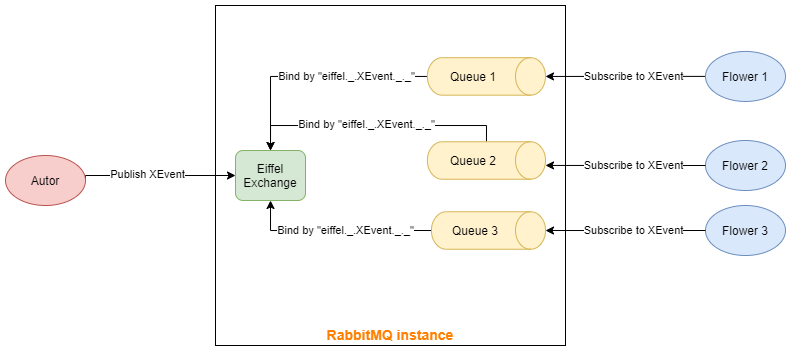 Bind by "eiffel._.XEvent._._"
Queue 1
Subscribe to XEvent
Flower 1
Bind by "eiffel._.XEvent._._"
Queue 2
Subscribe to XEvent
Flower 2
Autor
Publish XEvent
Eiffel
Exchange
Bind by "eiffel._.XEvent._._"
Queue 3
Subscribe to XEvent
Flower 3
RabbitMQ instance